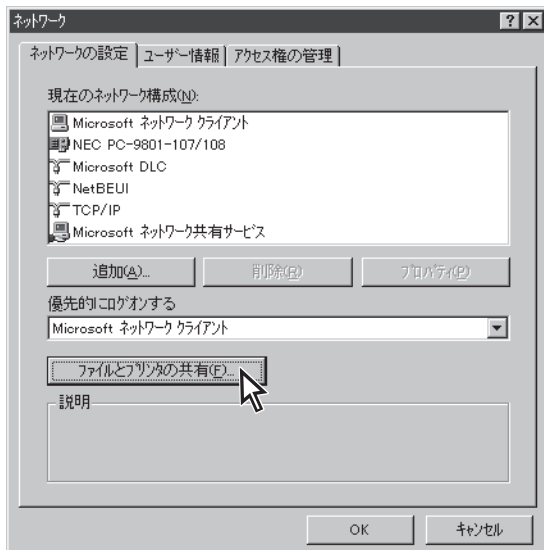 ネットワーク
ネットワークの設定 ユーザー情報 アクセス権の管理
現在のネットワーク構成(N):
Microsoft ネットワーク クライアント
NEC PC-9801-107/108
Microsoft DLC
NetBEUI
TCP/IP
Microsoft ネットワーク共有サービス
追加(A)... 削除(R) プロパティ(P)
優先的にログオンする
Microsoft ネットワーク クライアント
ファイルとプリンタの共有(F)...
説明
OK キャンセル